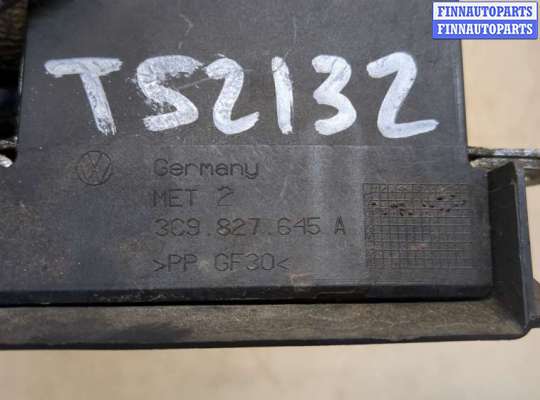 FINNAUTOPARTS
FINNAUTOPARTS
TS2132
Germany
MET 2
3C9.827.645 A
>PP GF30<